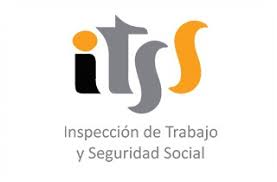 itss
Inspección de Trabajo
y Seguridad Social